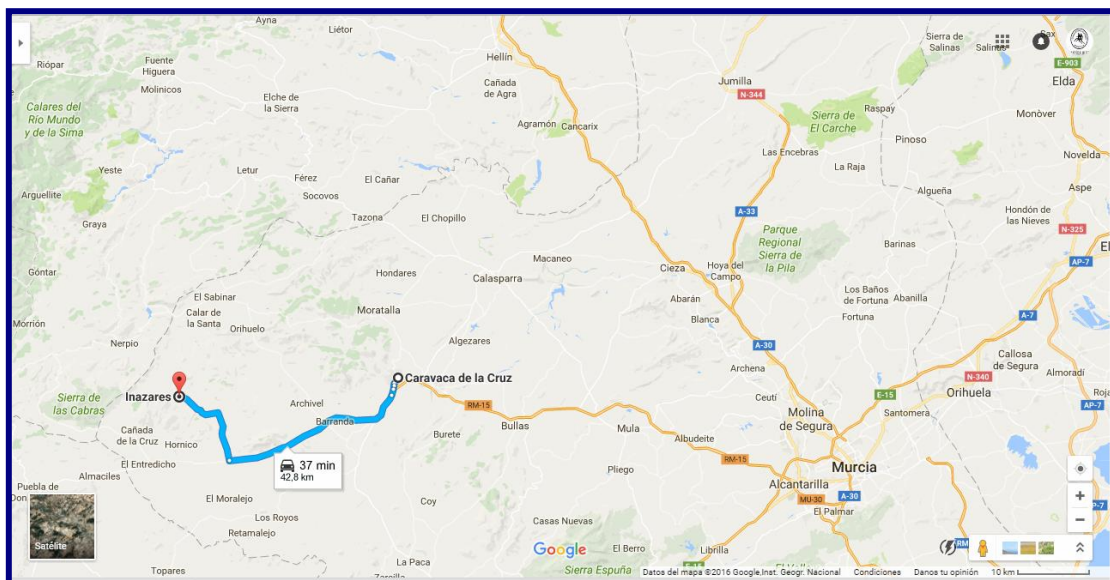 Ayna
Liétor
Hellín
Sierra de
Salinas
Sax
E-903
Elda
Riópar
Fuente
Higuera
Molinicos
Cañada
de Agra
Jumilla
N-344
Elche de
la Sierra
Calares del
Río Mundo
y de la Sima
Agramón
Cancarix
Sierra de
El Carche
Raspay
Monòver
Pinoso
Las Encebras
Novelda
Yeste
Letur
Férez
El Cañar
La Raja
Socovos
Aspe
Arguellite
Algueña
Tazona
El Chopillo
A-33
Hondón de
las Nieves
Graya
N-325
Parque
Regional
Sierra de
la Pila
Barinas
Macaneo
AP-7
Góntar
Hondares
Calasparra
Cieza
Hoya del
Campo
Los Baños
de Fortuna
Abanilla
El Sabinar
Abarán
Calar de
la Santa
Moratalla
Blanca
Fortuna
A-7
Morrión
Orihuelo
A-30
Nerpio
Algezares
Callosa
de Segura
Archena
Almoradí
Caravaca de la Cruz
N-340
Sierra de
las Cabras
Inazares
Orihuela
E-15
Archivel
Ceutí
RM-15
Molina
de Segura
Santomera
AP-7
Barranda
Bullas
Cañada
de la Cruz
Hornico
Burete
Mula
Albudeite
El Entredicho
37 min
42,8 km
RM-15
Murcia
Almaciles
Pliego
Alcantarilla
Puebla de
El Moralejo
Coy
MU-30
A-30
Los Royos
Casas Nuevas
El Palmar
Retamalejo
Satélite
Google
El Berro
Librilla
La Paca
Topares
Sierra Espuña
Datos del mapa ©2016 Google, Inst. Geogr. Nacional
Condiciones
Danos tu opinión
10 km